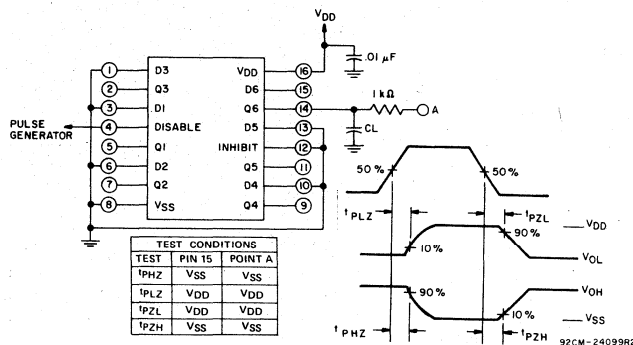 VDD
.01 µF
1 D3 VDD 16
2 Q3 D6 15
3 D1 Q6 14
1 kΩ
A
CL
PULSE GENERATOR
4 DISABLE D5 13
5 Q1 INHIBIT 12
6 D2 Q5 11
7 Q2 D4 10
8 VSS Q4 9
50% 50%
tPLZ tPZL
VDD
10% 90%
VOL
90% VOH
10% VSS
tPHZ tPZH
TEST CONDITIONS
TEST PIN 15 POINT A
tPHZ VSS VSS
tPLZ VDD VDD
tPZL VDD VDD
tPZH VSS VSS
92CM-24099R2